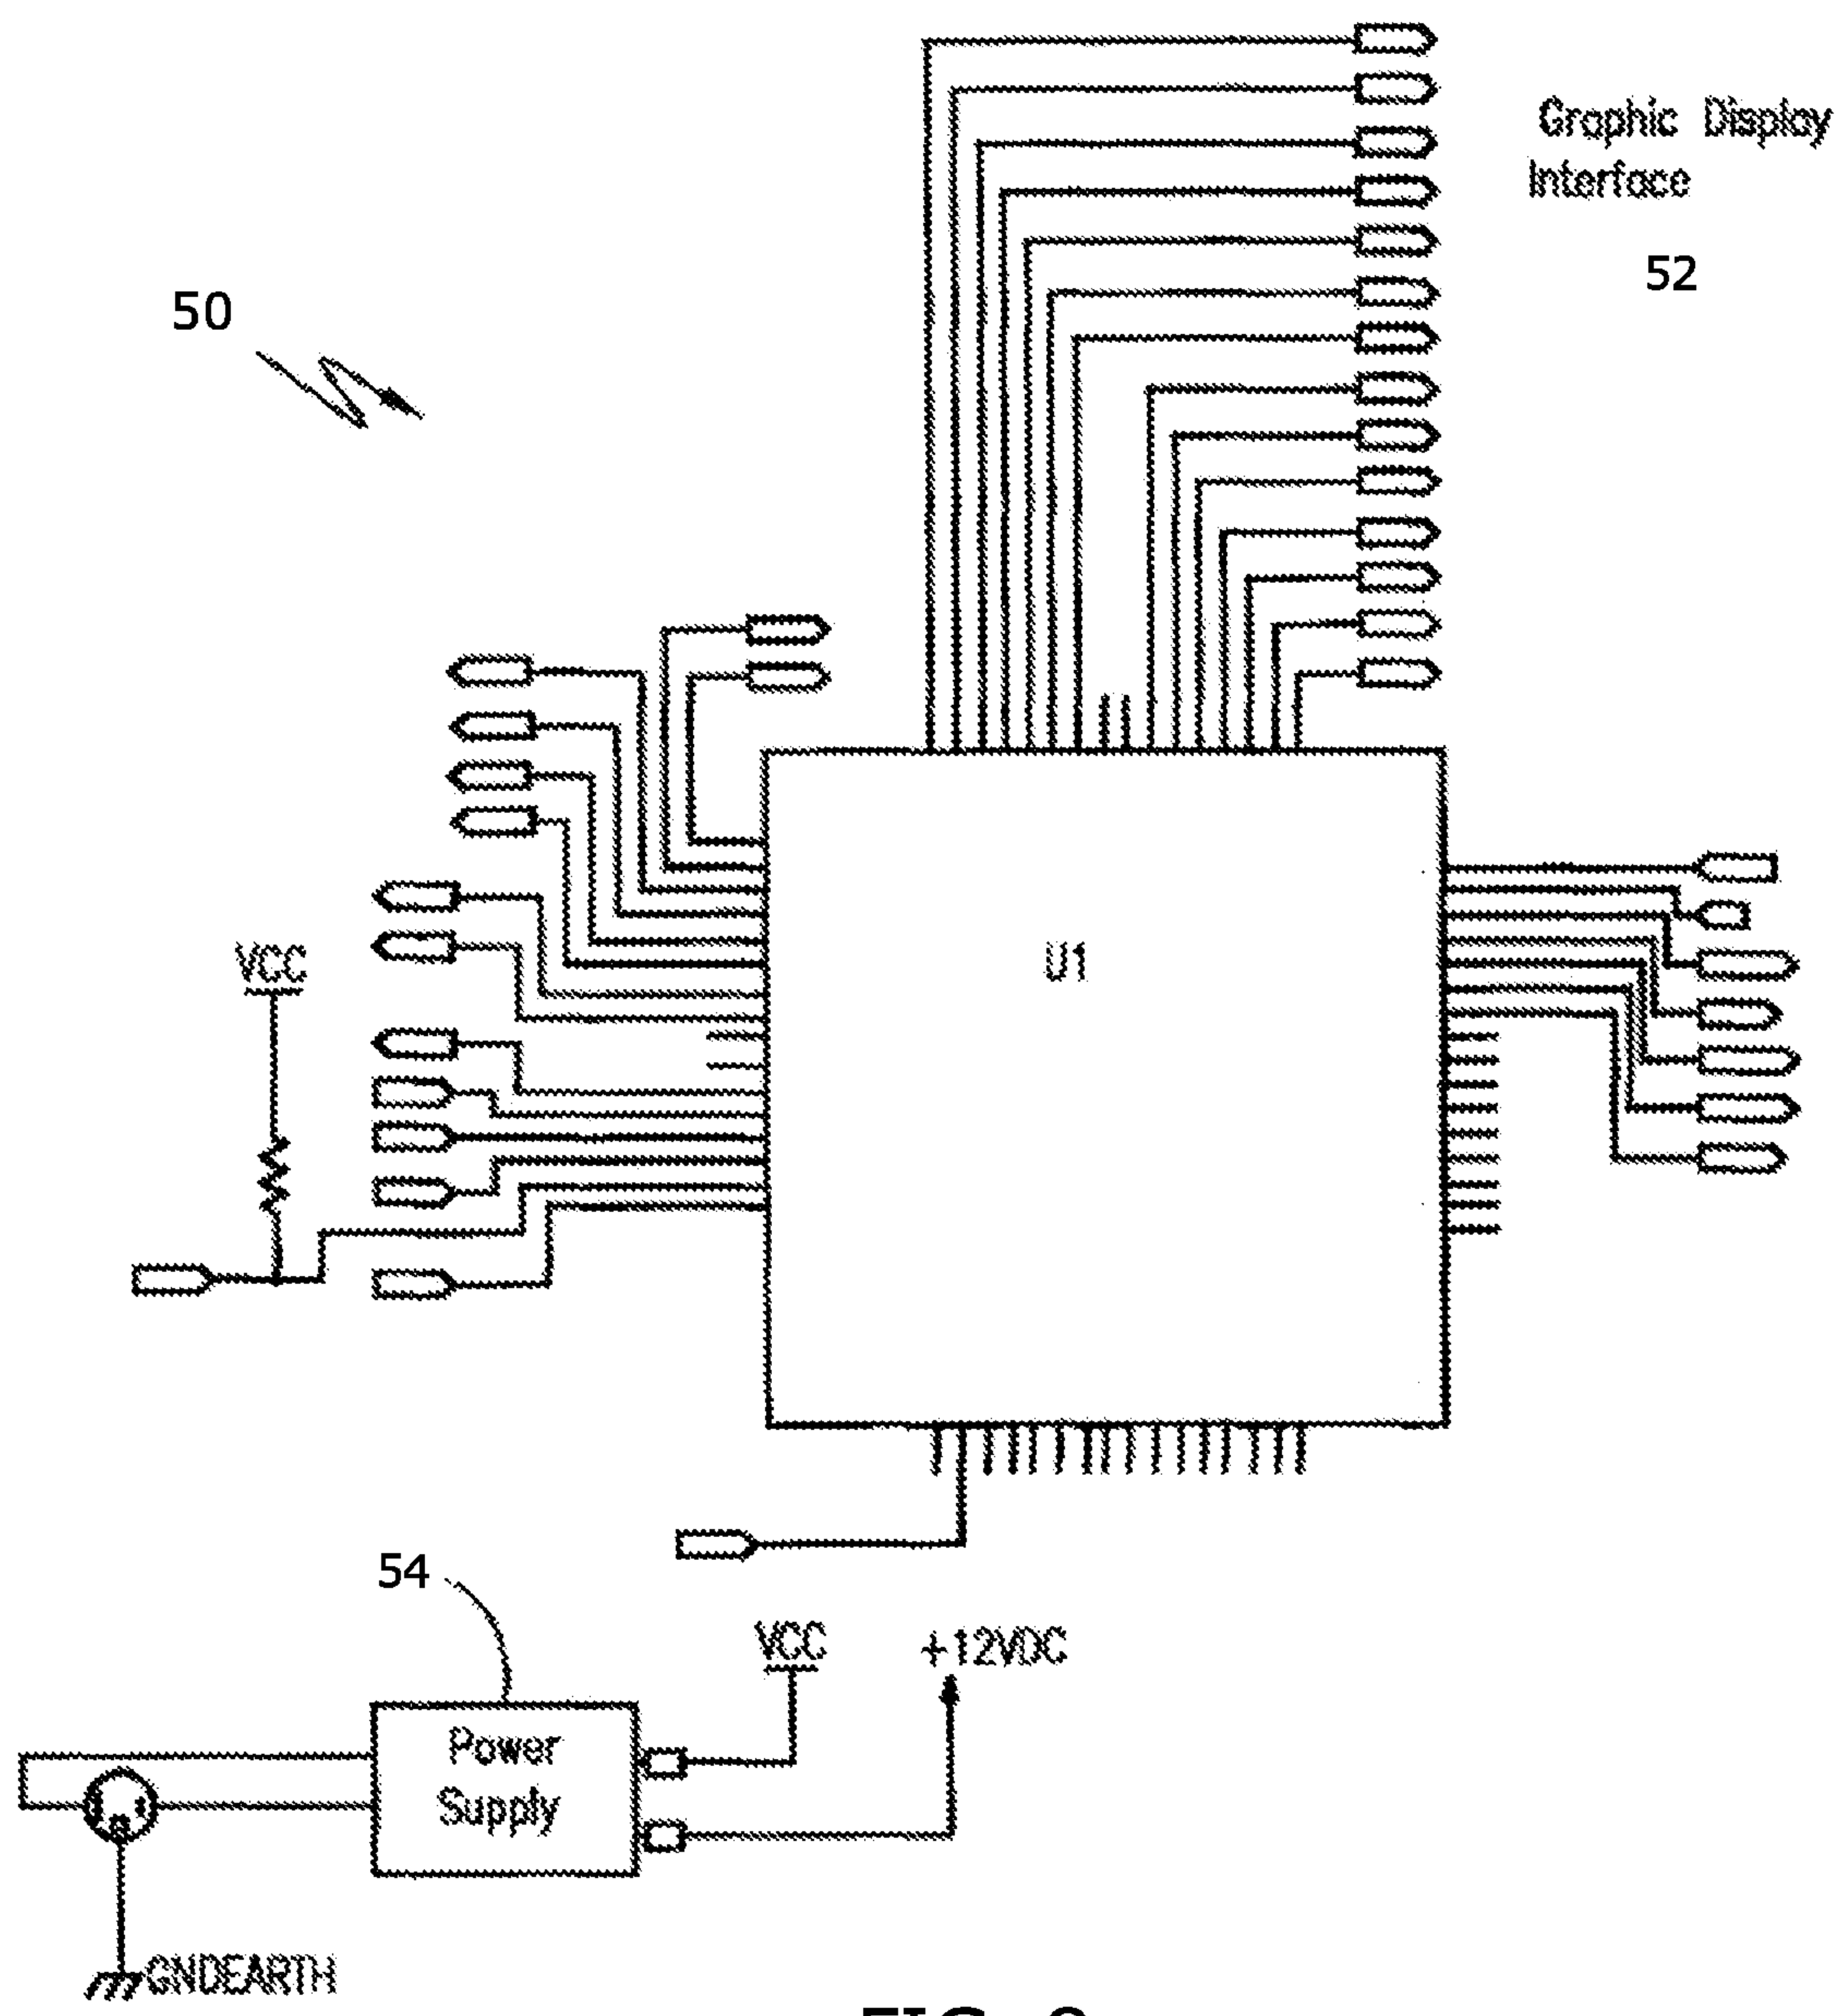 Graphic Display
Interface
52
50
VCC
U1
54
VCC
+12VDC
Power
Supply
GNDEARTH